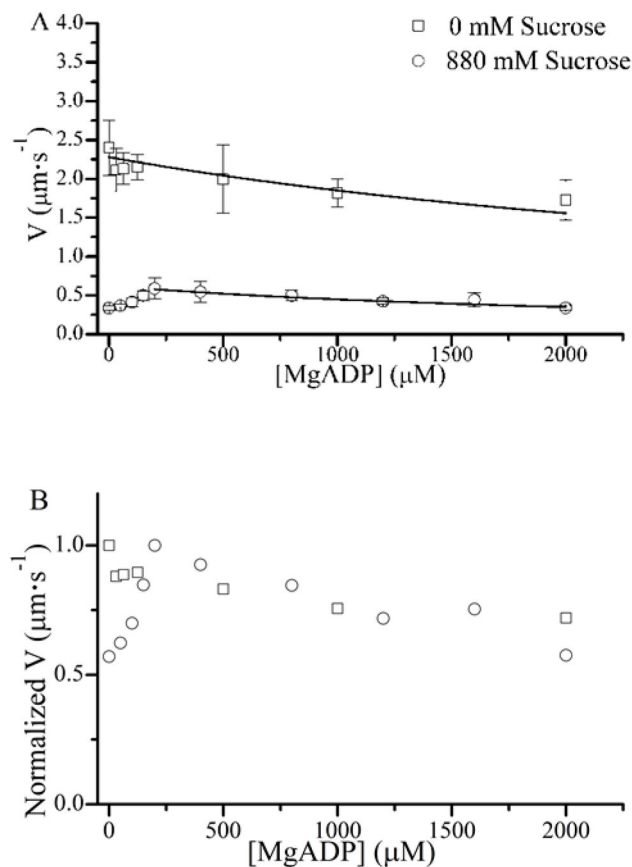 A
0 mM Sucrose
880 mM Sucrose
4.0
3.5
3.0
2.5
2.0
1.5
1.0
0.5
0.0
V (μm·s⁻¹)
0
500
1000
1500
2000
[MgADP] (μM)
B
1.0
0.5
0.0
Normalized V (μm·s⁻¹)
0
500
1000
1500
2000
[MgADP] (μM)